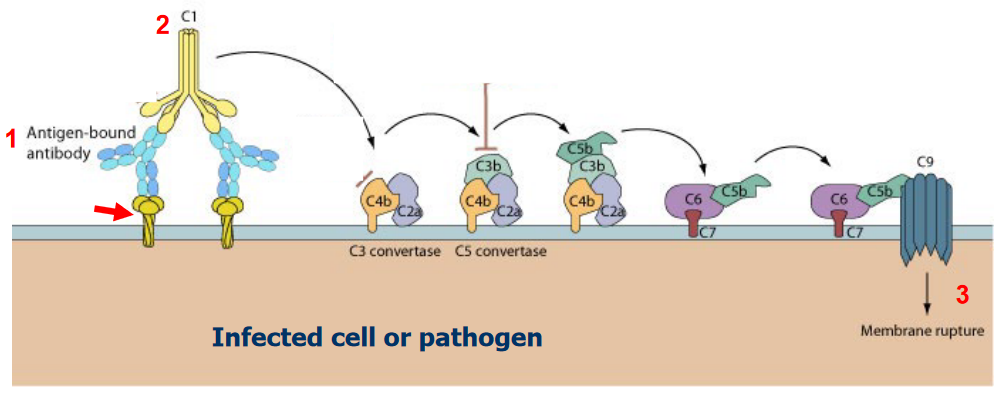 2 C1
1 Antigen-bound
antibody
C4b
C2a
C3 convertase
C3b
C4b
C2a
C5 convertase
C5b
C3b
C4b
C2a
C6
C5b
C7
C6
C5b
C7
C9
3
Membrane rupture
Infected cell or pathogen